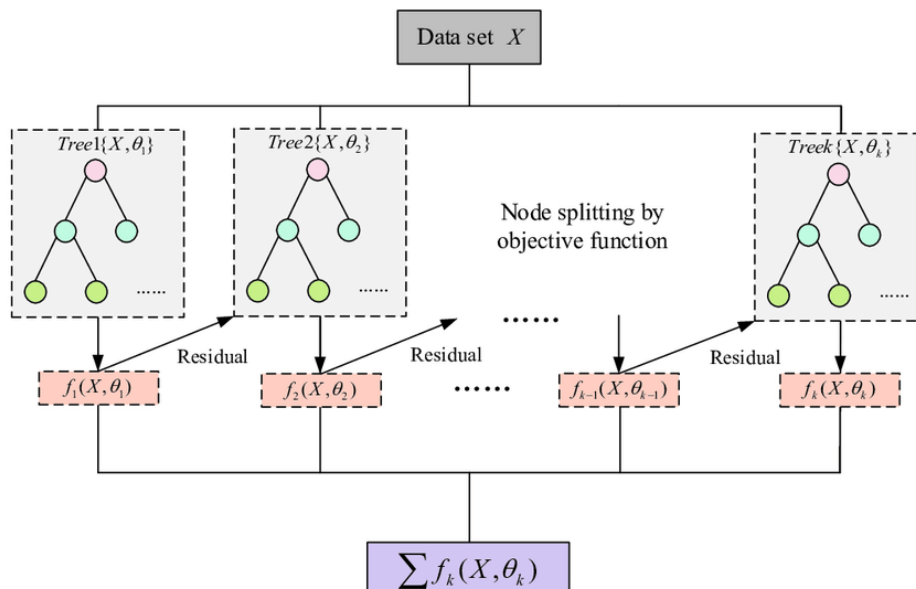 Data set X
Tree1{X,θ₁}
Tree2{X,θ₂}
Treek{X,θₖ}
Node splitting by
objective function
......
......
......
......
Residual
Residual
Residual
f₁(X,θ₁)
f₂(X,θ₂)
......
fₖ₋₁(X,θₖ₋₁)
fₖ(X,θₖ)
∑ fₖ(X,θₖ)